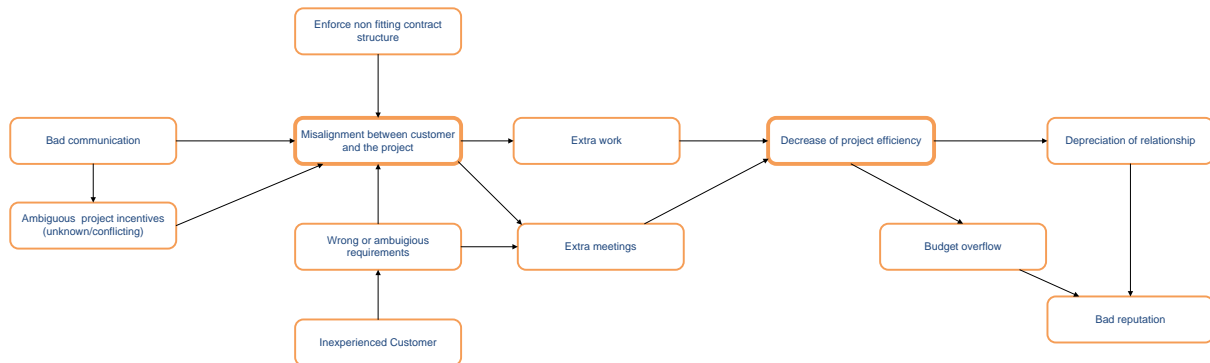 Enforce non fitting contract
structure
Bad communication
Misalignment between customer
and the project
Extra work
Decrease of project efficiency
Depreciation of relationship
Ambiguous project incentives
(unknown/conflicting)
Wrong or ambuigious
requirements
Extra meetings
Budget overflow
Bad reputation
Inexperienced Customer